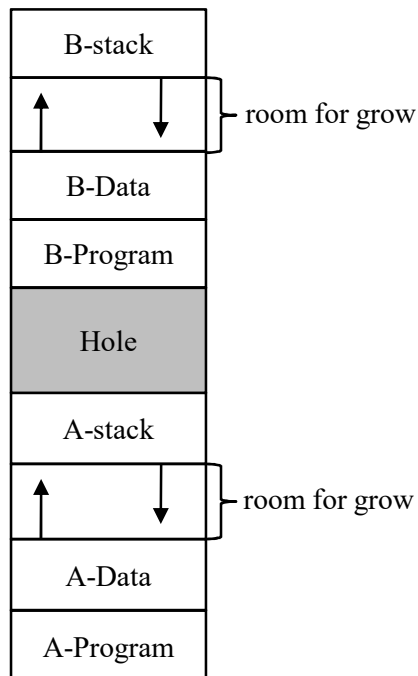 B-stack
room for grow
B-Data
B-Program
Hole
A-stack
room for grow
A-Data
A-Program